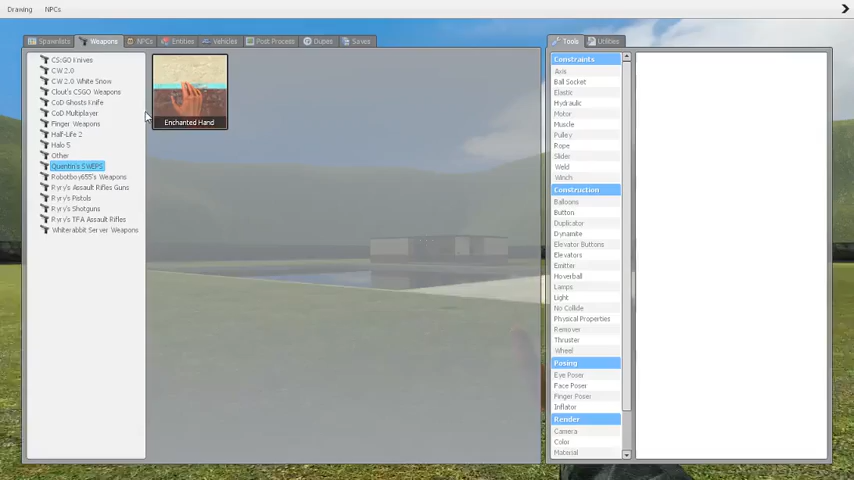 Drawing NPCs
Spawnlists Weapons NPCs Entities Vehicles Post Process Dupes Saves
CS:GO Knives
CW 2.0
CW 2.0 White Snow
Clout's CSGO Weapons
CoD Ghosts Knife
CoD Multiplayer
Finger Weapons
Half-Life 2
Halo 5
Other
Quentin's SWEPS
Robotboy655's Weapons
Ryry's Assault Rifles Guns
Ryry's Pistols
Ryry's Shotguns
Ryry's TFA Assault Rifles
Whiterabbit Server Weapons
Enchanted Hand
Tools Utilities
Constraints
Axis
Ball Socket
Elastic
Hydraulic
Motor
Muscle
Pulley
Rope
Slider
Weld
Winch
Construction
Balloons
Button
Duplicator
Dynamite
Elevator Buttons
Elevators
Emitter
Hoverball
Lamps
Light
No Collide
Physical Properties
Remover
Thruster
Wheel
Posing
Eye Poser
Face Poser
Finger Poser
Inflator
Render
Camera
Color
Material